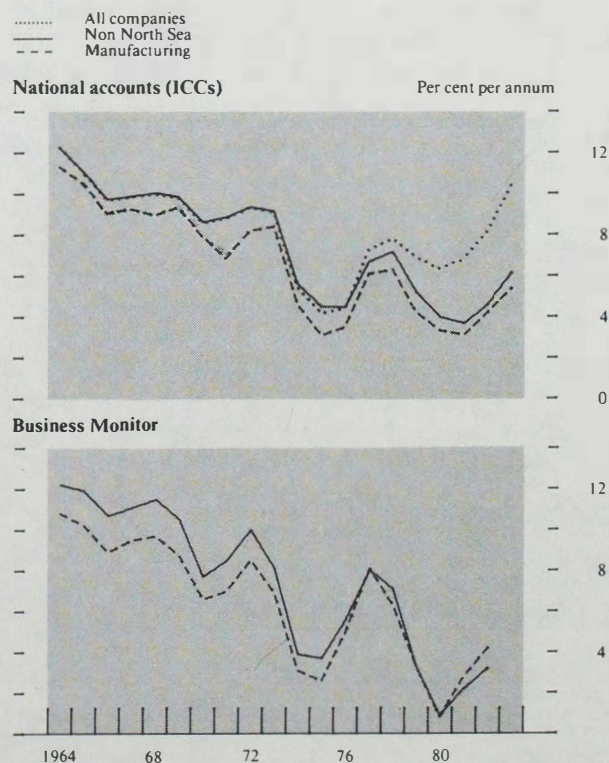 All companies
Non North Sea
Manufacturing
National accounts (ICCs)
Per cent per annum
12
8
4
0
Business Monitor
12
8
4
1964 68 72 76 80